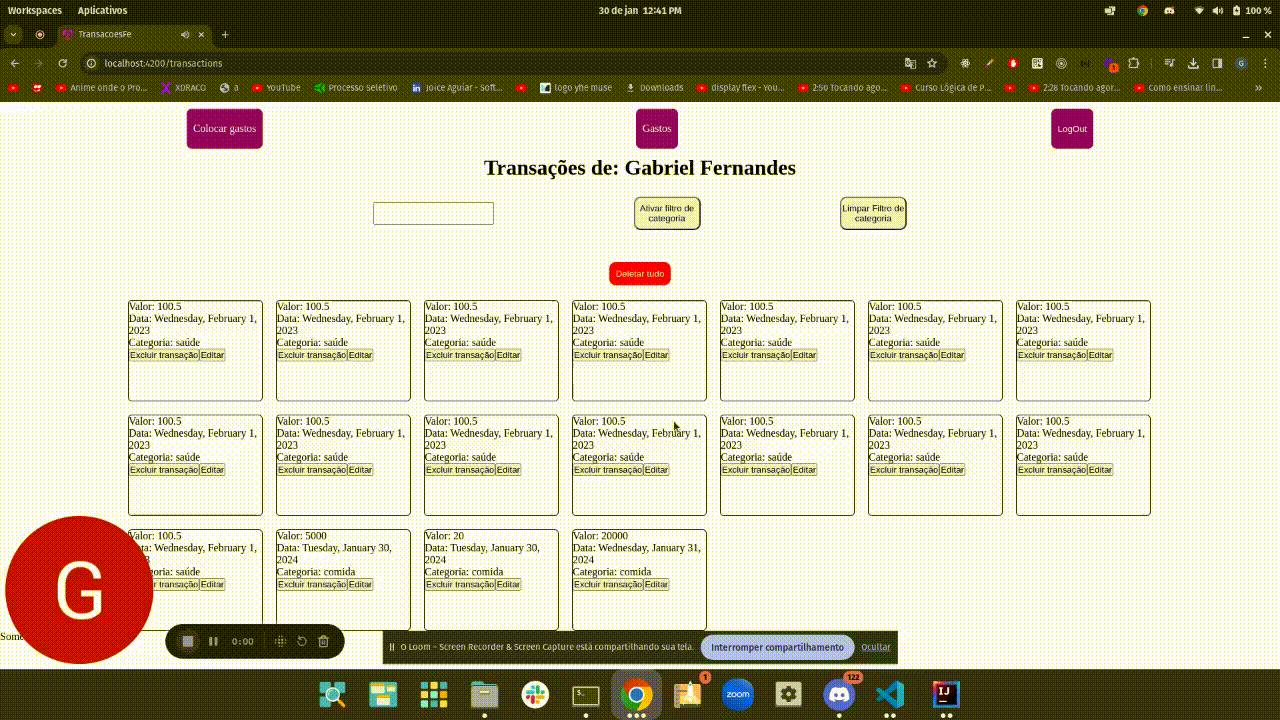 Workspaces Aplicativos 30 de jan 12:41 PM 100 %
TransacoesFe
localhost:4200/transactions
1 G
Anime onde o Pro... XDRACO a YouTube Processo seletivo Joice Aguiar - Soft... logo yhe muse Downloads display flex - You... 2:50 Tocando ago... Curso Lógica de P... 2:28 Tocando agor... como ensinar lin... »
Colocar gastos Gastos LogOut
Transações de: Gabriel Fernandes
Ativar filtro de Limpar Filtro de
categoria categoria
Deletar tudo
Valor: 100.5 Valor: 100.5 Valor: 100.5 Valor: 100.5 Valor: 100.5 Valor: 100.5 Valor: 100.5
Data: Wednesday, February 1, Data: Wednesday, February 1, Data: Wednesday, February 1, Data: Wednesday, February 1, Data: Wednesday, February 1, Data: Wednesday, February 1, Data: Wednesday, February 1,
2023 2023 2023 2023 2023 2023 2023
Categoria: saúde Categoria: saúde Categoria: saúde Categoria: saúde Categoria: saúde Categoria: saúde Categoria: saúde
Excluir transação Editar Excluir transação Editar Excluir transação Editar Excluir transação Editar Excluir transação Editar Excluir transação Editar Excluir transação Editar
Valor: 100.5 Valor: 100.5 Valor: 100.5 Valor: 100.5 Valor: 100.5 Valor: 100.5 Valor: 100.5
Data: Wednesday, February 1, Data: Wednesday, February 1, Data: Wednesday, February 1, Data: Wednesday, February 1, Data: Wednesday, February 1, Data: Wednesday, February 1, Data: Wednesday, February 1,
2023 2023 2023 2023 2023 2023 2023
Categoria: saúde Categoria: saúde Categoria: saúde Categoria: saúde Categoria: saúde Categoria: saúde Categoria: saúde
Excluir transação Editar Excluir transação Editar Excluir transação Editar Excluir transação Editar Excluir transação Editar Excluir transação Editar Excluir transação Editar
Valor: 100.5 Valor: 5000 Valor: 20 Valor: 20000
Wednesday, February 1, Data: Tuesday, January 30, Data: Tuesday, January 30, Data: Wednesday, January 31,
2024 2024 2024
Categoria: saúde Categoria: comida Categoria: comida Categoria: comida
transação Editar Excluir transação Editar Excluir transação Editar Excluir transação Editar
G
Some
0:00
O Loom – Screen Recorder & Screen Capture está compartilhando sua tela. Interromper compartilhamento Ocultar
1 zoom 122 IJ